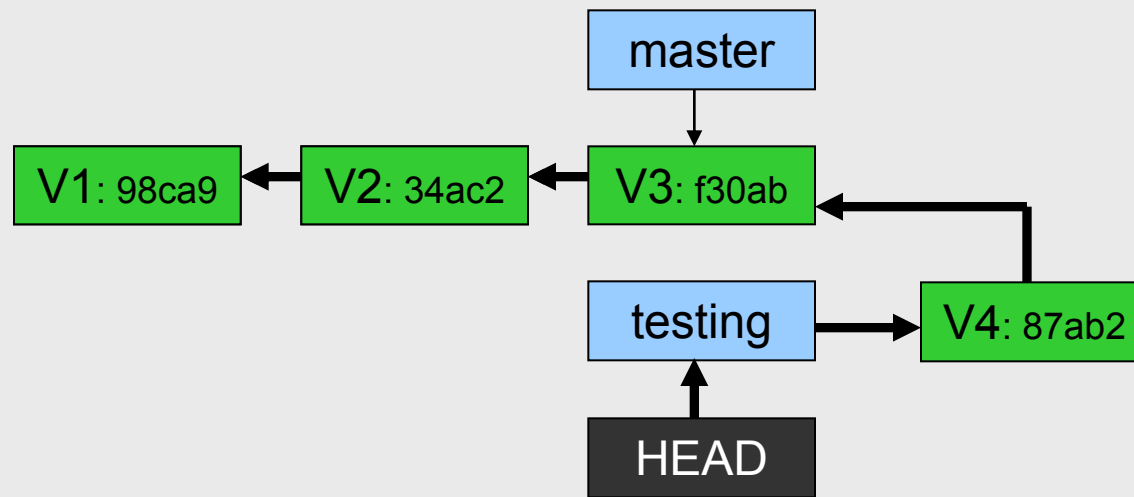 master
V1: 98ca9
V2: 34ac2
V3: f30ab
testing
V4: 87ab2
HEAD